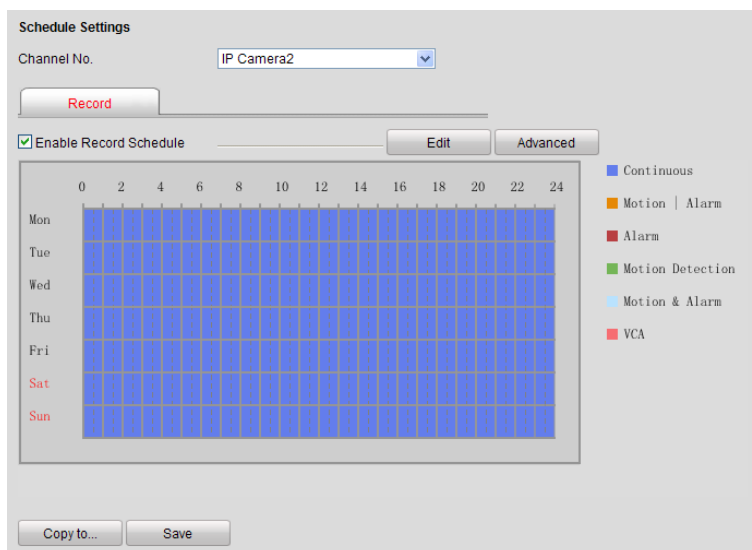 Schedule Settings
Channel No. IP Camera2
Record
Enable Record Schedule Edit Advanced
0 2 4 6 8 10 12 14 16 18 20 22 24
Mon
Tue
Wed
Thu
Fri
Sat
Sun
Continuous
Motion | Alarm
Alarm
Motion Detection
Motion & Alarm
VCA
Copy to... Save